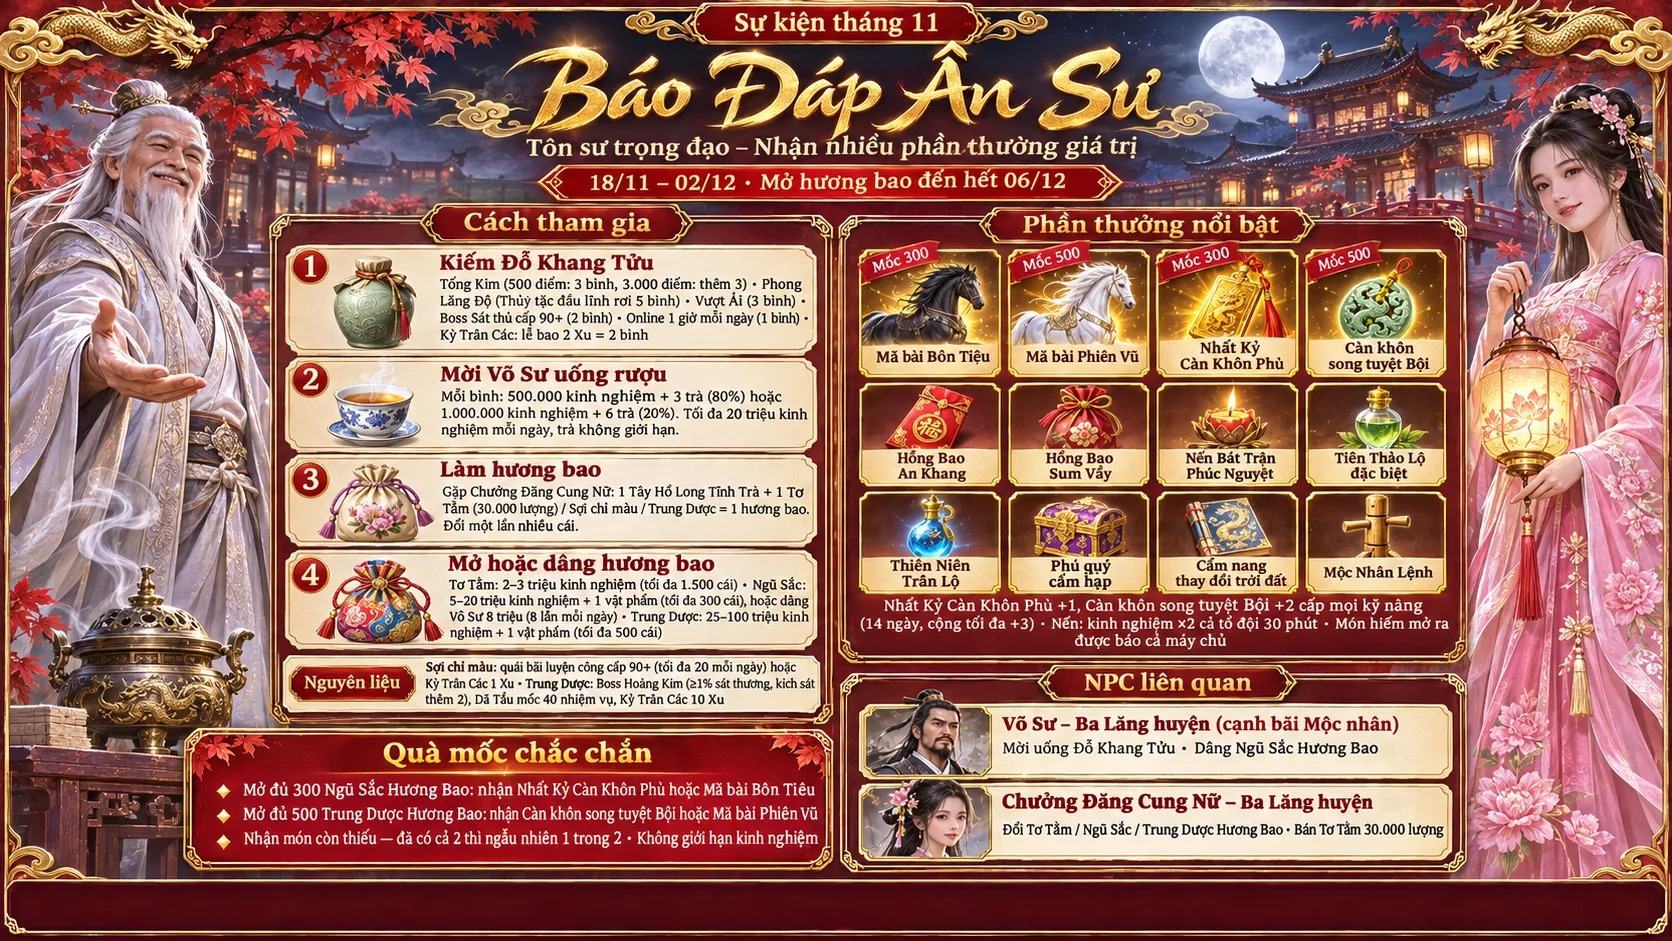 Sự kiện tháng 11
Báo Đáp Ân Sư
Tôn sư trọng đạo – Nhận nhiều phần thưởng giá trị
18/11 – 02/12 • Mở hương bao đến hết 06/12
Cách tham gia
1
Kiếm Đỗ Khang Tửu
Tống Kim (500 điểm: 3 bình, 3.000 điểm: thêm 3) • Phong
Lăng Độ (Thủy tặc đầu lĩnh rơi 5 bình) • Vượt Ải (3 bình) •
Boss Sát thủ cấp 90+ (2 bình) • Online 1 giờ mỗi ngày (1 bình) •
Kỳ Trân Các: lễ bao 2 Xu = 2 bình
2
Mời Võ Sư uống rượu
Mỗi bình: 500.000 kinh nghiệm + 3 trà (80%) hoặc
1.000.000 kinh nghiệm + 6 trà (20%). Tối đa 20 triệu kinh
nghiệm mỗi ngày, trà không giới hạn.
3
Làm hương bao
Gặp Chưởng Đăng Cung Nữ: 1 Tây Hồ Long Tĩnh Trà + 1 Tơ
Tằm (30.000 lượng) / Sợi chỉ màu / Trung Dược = 1 hương bao.
Đổi một lần nhiều cái.
4
Mở hoặc dâng hương bao
Tơ Tằm: 2–3 triệu kinh nghiệm (tối đa 1.500 cái) • Ngũ Sắc:
5–20 triệu kinh nghiệm + 1 vật phẩm (tối đa 300 cái), hoặc dâng
Võ Sư 8 triệu (8 lần mỗi ngày) • Trung Dược: 25–100 triệu kinh
nghiệm + 1 vật phẩm (tối đa 500 cái)
Nguyên liệu
Sợi chỉ màu: quái bãi luyện công cấp 90+ (tối đa 20 mỗi ngày) hoặc
Kỳ Trân Các 1 Xu • Trung Dược: Boss Hoàng Kim (≥1% sát thương, kích sát
thêm 2), Dã Tẩu mốc 40 nhiệm vụ, Kỳ Trân Các 10 Xu
Quà mốc chắc chắn
Mở đủ 300 Ngũ Sắc Hương Bao: nhận Nhất Kỷ Càn Khôn Phù hoặc Mã bài Bôn Tiêu
Mở đủ 500 Trung Dược Hương Bao: nhận Càn khôn song tuyệt Bội hoặc Mã bài Phiên Vũ
Nhận món còn thiếu — đã có cả 2 thì ngẫu nhiên 1 trong 2 • Không giới hạn kinh nghiệm
Phần thưởng nổi bật
Mốc 300
Mã bài Bôn Tiệu
Mốc 500
Mã bài Phiên Vũ
Mốc 300
Nhất Kỷ
Càn Khôn Phù
Mốc 500
Càn khôn
song tuyệt Bội
Hồng Bao
An Khang
Hồng Bao
Sum Vầy
Nến Bát Trận
Phúc Nguyệt
Tiên Thảo Lộ
đặc biệt
Thiên Niên
Trân Lộ
Phú quý
cẩm hạp
Cẩm nang
thay đổi trời đất
Mộc Nhân Lệnh
Nhất Kỷ Càn Khôn Phù +1, Càn khôn song tuyệt Bội +2 cấp mọi kỹ năng
(14 ngày, cộng tối đa +3) • Nến: kinh nghiệm ×2 cả tổ đội 30 phút • Món hiếm mở ra
được báo cả máy chủ
NPC liên quan
Võ Sư – Ba Lăng huyện (cạnh bãi Mộc nhân)
Mời uống Đỗ Khang Tửu • Dâng Ngũ Sắc Hương Bao
Chưởng Đăng Cung Nữ – Ba Lăng huyện
Đổi Tơ Tằm / Ngũ Sắc / Trung Dược Hương Bao • Bán Tơ Tằm 30.000 lượng